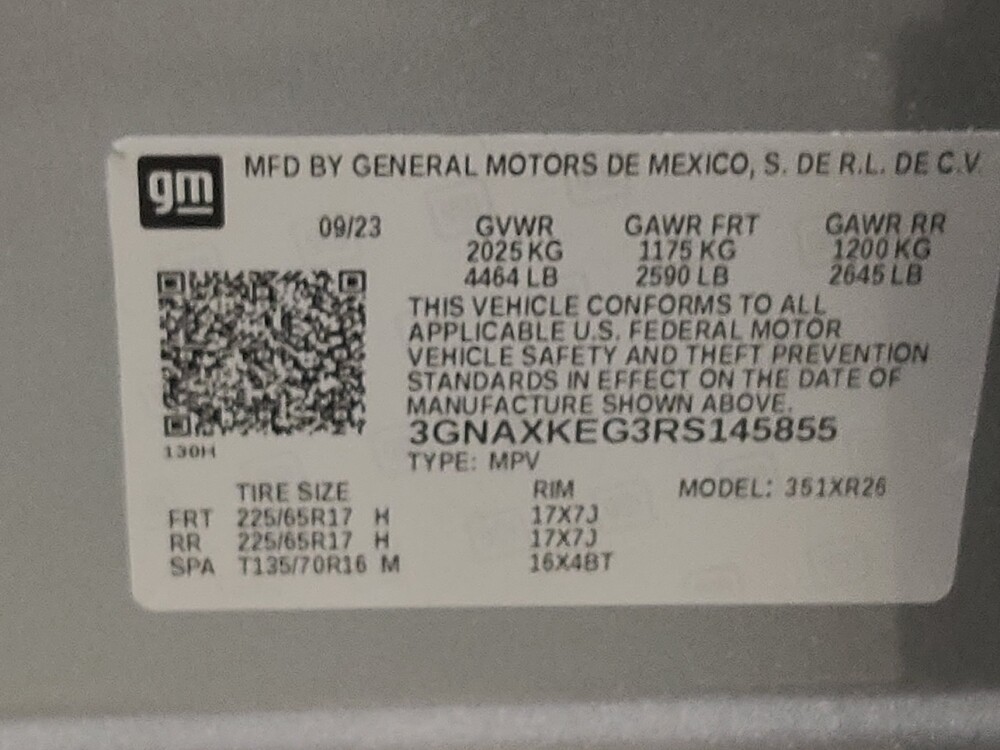 gm
MFD BY GENERAL MOTORS DE MEXICO, S. DE R.L. DE C.V.
09/23 GVWR GAWR FRT GAWR RR
2025 KG 1175 KG 1200 KG
4464 LB 2590 LB 2645 LB
THIS VEHICLE CONFORMS TO ALL
APPLICABLE U.S. FEDERAL MOTOR
VEHICLE SAFETY AND THEFT PREVENTION
STANDARDS IN EFFECT ON THE DATE OF
MANUFACTURE SHOWN ABOVE.
3GNAXKEG3RS145855
130H
TYPE: MPV
TIRE SIZE RIM MODEL: 351XR26
FRT 225/65R17 H 17X7J
RR 225/65R17 H 17X7J
SPA T135/70R16 M 16X4BT